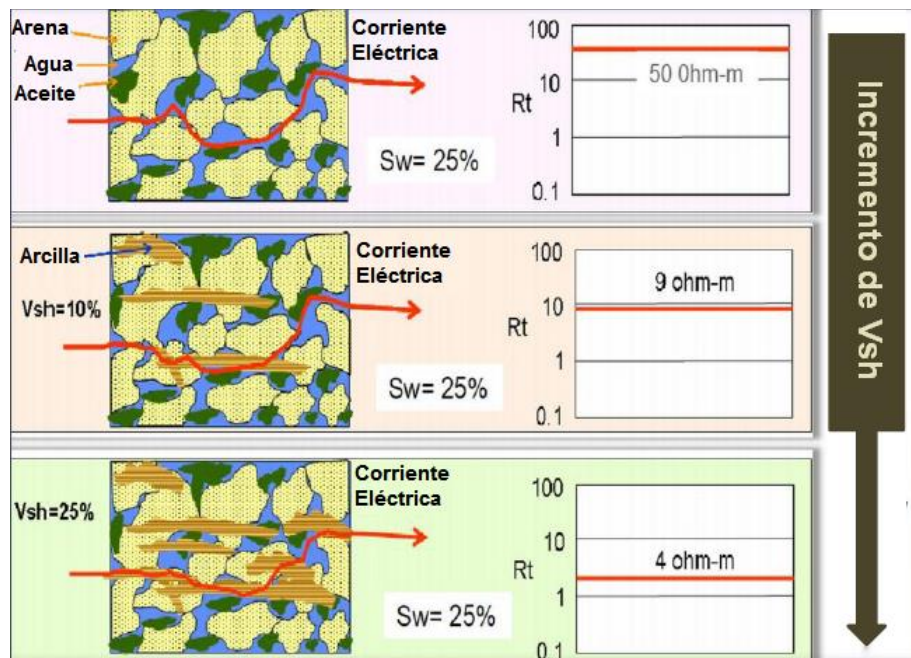 Arena
Agua
Aceite
Corriente
Eléctrica
Sw= 25%
Rt
100
10
1
0.1
50 Ohm-m
Arcilla
Vsh=10%
Corriente
Eléctrica
Sw= 25%
Rt
100
10
1
0.1
9 ohm-m
Vsh=25%
Corriente
Eléctrica
Sw= 25%
Rt
100
10
1
0.1
4 ohm-m
Incremento de Vsh